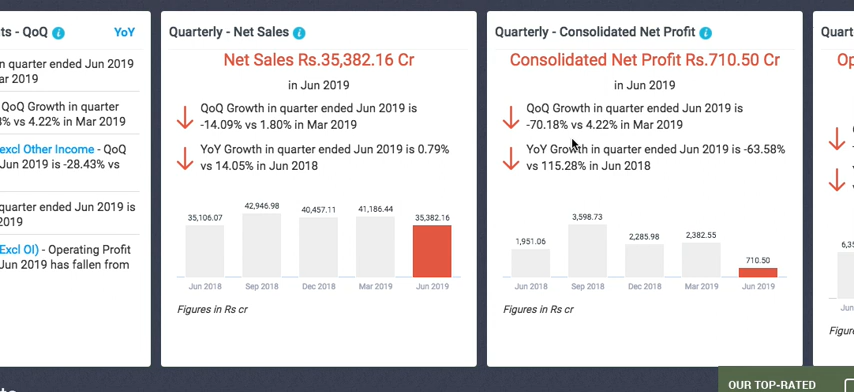 ts - QoQ YoY
n quarter ended Jun 2019
ar 2019
QoQ Growth in quarter
% vs 4.22% in Mar 2019
excl Other Income - QoQ
Jun 2019 is -28.43% vs
quarter ended Jun 2019 is
2019
Excl OI) - Operating Profit
Jun 2019 has fallen from
Quarterly - Net Sales
Net Sales Rs.35,382.16 Cr
in Jun 2019
QoQ Growth in quarter ended Jun 2019 is
-14.09% vs 1.80% in Mar 2019
YoY Growth in quarter ended Jun 2019 is 0.79%
vs 14.05% in Jun 2018
35,106.07 42,946.98 40,457.11 41,186.44 35,382.16
Jun 2018 Sep 2018 Dec 2018 Mar 2019 Jun 2019
Figures in Rs cr
Quarterly - Consolidated Net Profit
Consolidated Net Profit Rs.710.50 Cr
in Jun 2019
QoQ Growth in quarter ended Jun 2019 is
-70.18% vs 4.22% in Mar 2019
YoY Growth in quarter ended Jun 2019 is -63.58%
vs 115.28% in Jun 2018
1,951.06 3,598.73 2,285.98 2,382.55 710.50
Jun 2018 Sep 2018 Dec 2018 Mar 2019 Jun 2019
Figures in Rs cr
Quart
Op
6,35
Jun
Figure
OUR TOP-RATED